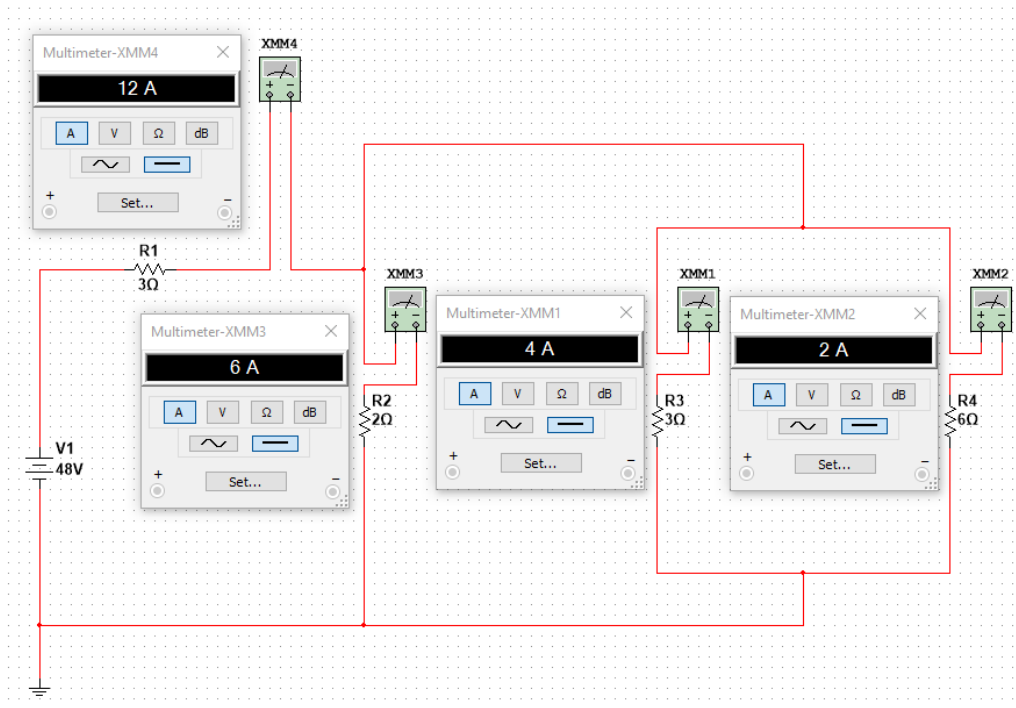 XMM4
Multimeter-XMM4
12 A
A V Ω dB
+ Set... −
R1
3Ω
XMM3
XMM1
XMM2
Multimeter-XMM3
6 A
A V Ω dB
+ Set... −
Multimeter-XMM1
4 A
A V Ω dB
+ Set... −
Multimeter-XMM2
2 A
A V Ω dB
+ Set... −
R2
2Ω
R3
3Ω
R4
6Ω
V1
48V